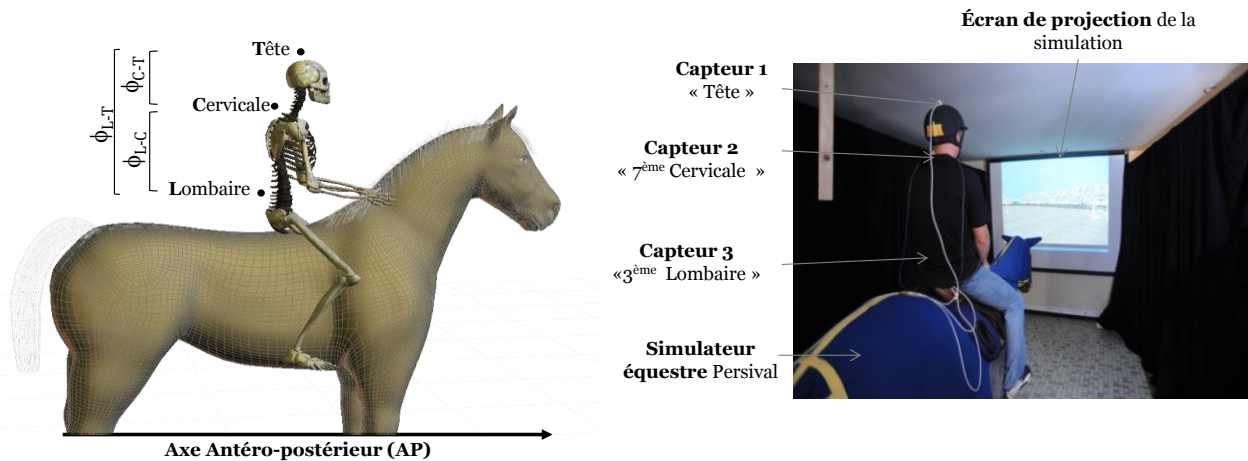 Tête
Cervicale
Lombaire
ϕC-T
ϕL-C
ϕL-T
Axe Antéro-postérieur (AP)
Écran de projection de la
simulation
Capteur 1
« Tête »
Capteur 2
« 7ème Cervicale »
Capteur 3
«3ème Lombaire »
Simulateur
équestre Persival